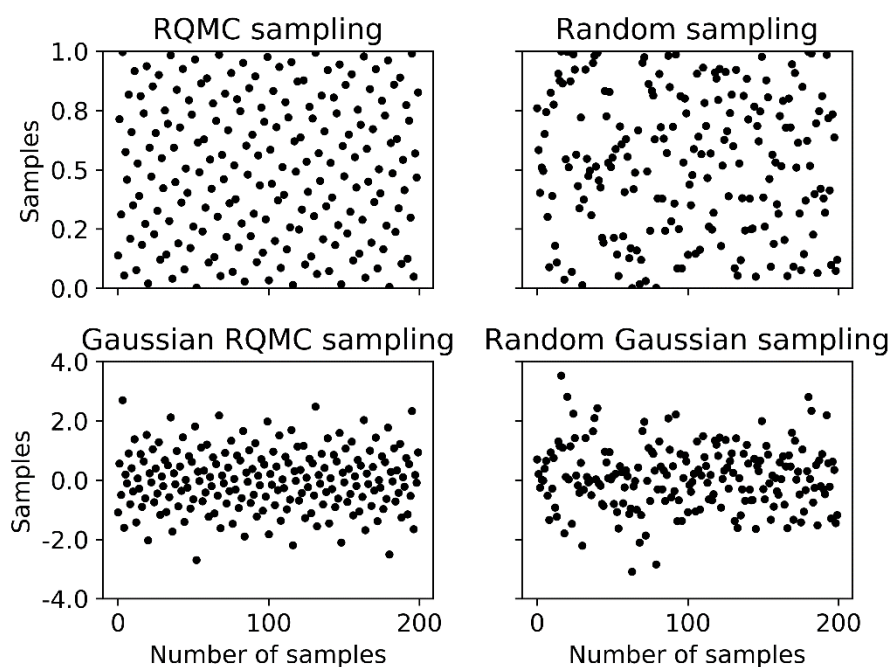 RQMC sampling
Random sampling
Samples
1.0
0.8
0.5
0.2
0.0
Gaussian RQMC sampling
Random Gaussian sampling
Samples
4.0
2.0
0.0
-2.0
-4.0
0 100 200
0 100 200
Number of samples
Number of samples